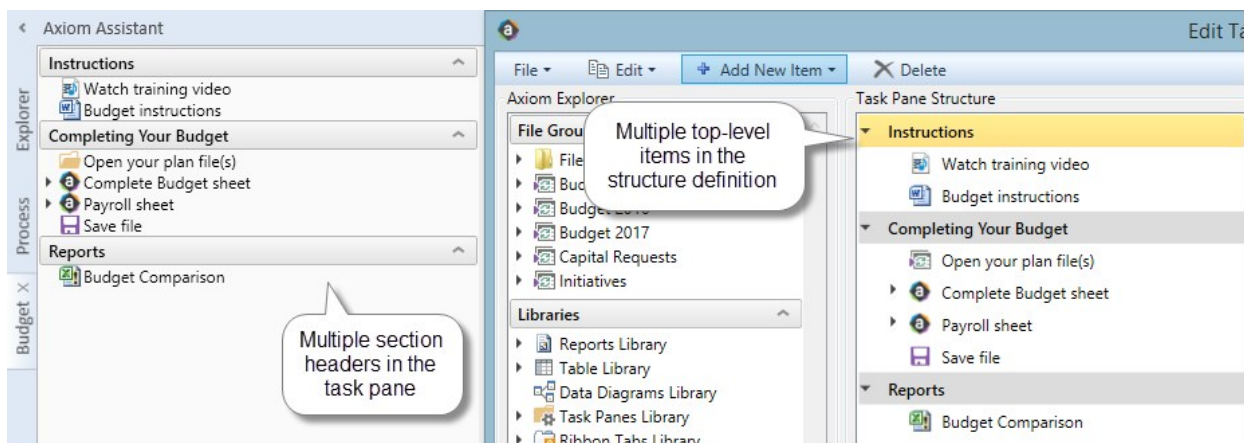 Axiom Assistant
Instructions
Watch training video
Budget instructions
Completing Your Budget
Open your plan file(s)
Complete Budget sheet
Payroll sheet
Save file
Reports
Budget Comparison
Explorer
Process
Budget X
Multiple section
headers in the
task pane
Edit Ta
File
Edit
Add New Item
Delete
Axiom Explorer
File Grou
File
Bud
Budget
Budget 2017
Capital Requests
Initiatives
Libraries
Reports Library
Table Library
Data Diagrams Library
Task Panes Library
Ribbon Tabs Library
Multiple top-level
items in the
structure definition
Task Pane Structure
Instructions
Watch training video
Budget instructions
Completing Your Budget
Open your plan file(s)
Complete Budget sheet
Payroll sheet
Save file
Reports
Budget Comparison